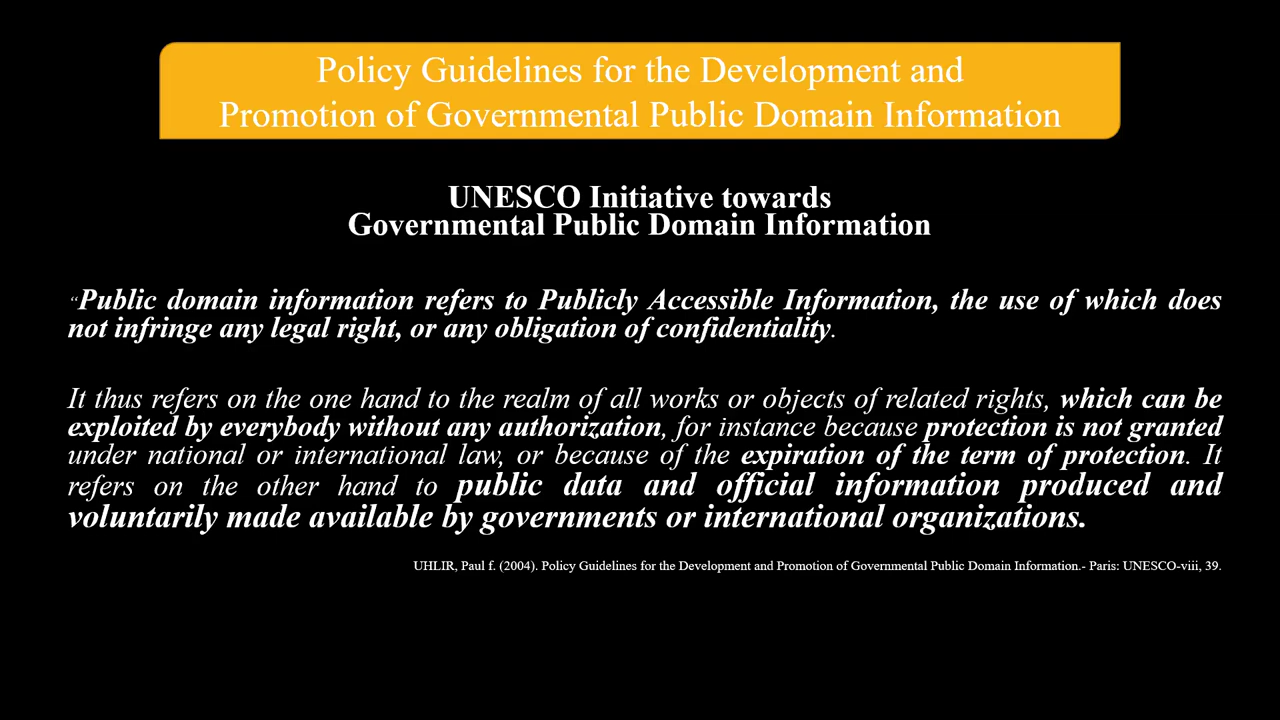 Policy Guidelines for the Development and
Promotion of Governmental Public Domain Information
UNESCO Initiative towards
Governmental Public Domain Information
“Public domain information refers to Publicly Accessible Information, the use of which does
not infringe any legal right, or any obligation of confidentiality.
It thus refers on the one hand to the realm of all works or objects of related rights, which can be
exploited by everybody without any authorization, for instance because protection is not granted
under national or international law, or because of the expiration of the term of protection. It
refers on the other hand to public data and official information produced and
voluntarily made available by governments or international organizations.
UHLIR, Paul f. (2004). Policy Guidelines for the Development and Promotion of Governmental Public Domain Information.- Paris: UNESCO-viii, 39.